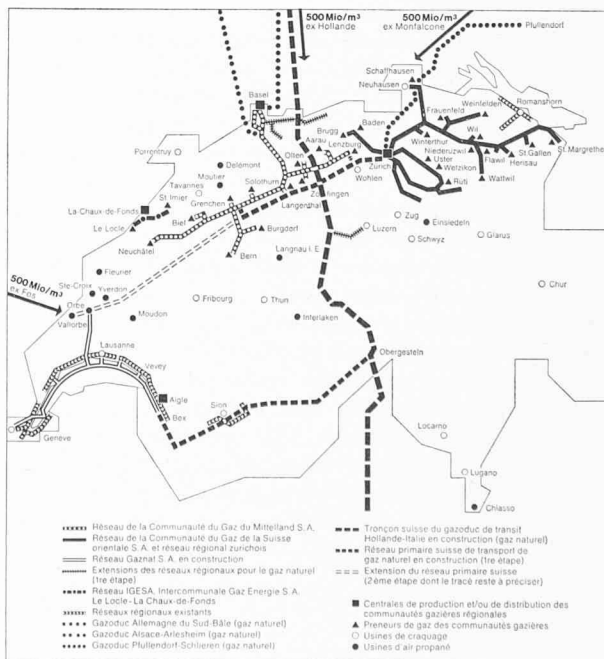 500 Mio/m³
ex Hollande
500 Mio/m³
ex Monfalcone
Pfullendorf
Schaffhausen
Neuhausen
Basel
Frauenfeld
Weinfelden
Romanshorn
Baden
Brugg
Winterthur
Wil
Aarau
Lenzburg
Niederuzwil
Flawil
St.Gallen
St.Margrethen
Herisau
Porrentruy
Olten
Zürich
Uster
Wetzikon
Wattwil
Delémont
Moutier
Solothurn
Wohlen
Rüti
Tavannes
Zofingen
St Imier
Grenchen
Langenthal
La-Chaux-de-Fonds
Zug
Einsiedeln
Le Locle
Biel
Burgdorf
Luzern
Schwyz
Glarus
Neuchâtel
Bern
Langnau i. E
Fleurier
500 Mio/m³
ex Fos
Ste-Croix
Yverdon
Chur
Orbe
Fribourg
Thun
Vallorbe
Moudon
Interlaken
Lausanne
Obergesteln
Vevey
Aigle
Bex
Sion
Genève
Locarno
Lugano
Chiasso
Réseau de la Communauté du Gaz du Mittelland S.A.
Réseau de la Communauté du Gaz de la Suisse
orientale S.A. et réseau régional zurichois
Réseau Gaznat S.A. en construction
Extensions des réseaux régionaux pour le gaz naturel
(1re étape)
Réseau IGESA, Intercommunale Gaz Energie S.A.
Le Locle-La Chaux-de-Fonds
Réseaux régionaux existants
Gazoduc Allemagne du Sud-Bâle (gaz naturel)
Gazoduc Alsace-Arlesheim (gaz naturel)
Gazoduc Pfullendorf-Schlieren (gaz naturel)
Tronçon suisse du gazoduc de transit
Hollande-Italie en construction (gaz naturel)
Réseau primaire suisse de transport de
gaz naturel en construction (1re étape)
Extension du réseau primaire suisse
(2ème étape dont le tracé reste à préciser)
Centrales de production et/ou de distribution des
communautés gazières régionales
Preneurs de gaz des communautés gazières
Usines de craquage
Usines d'air propané